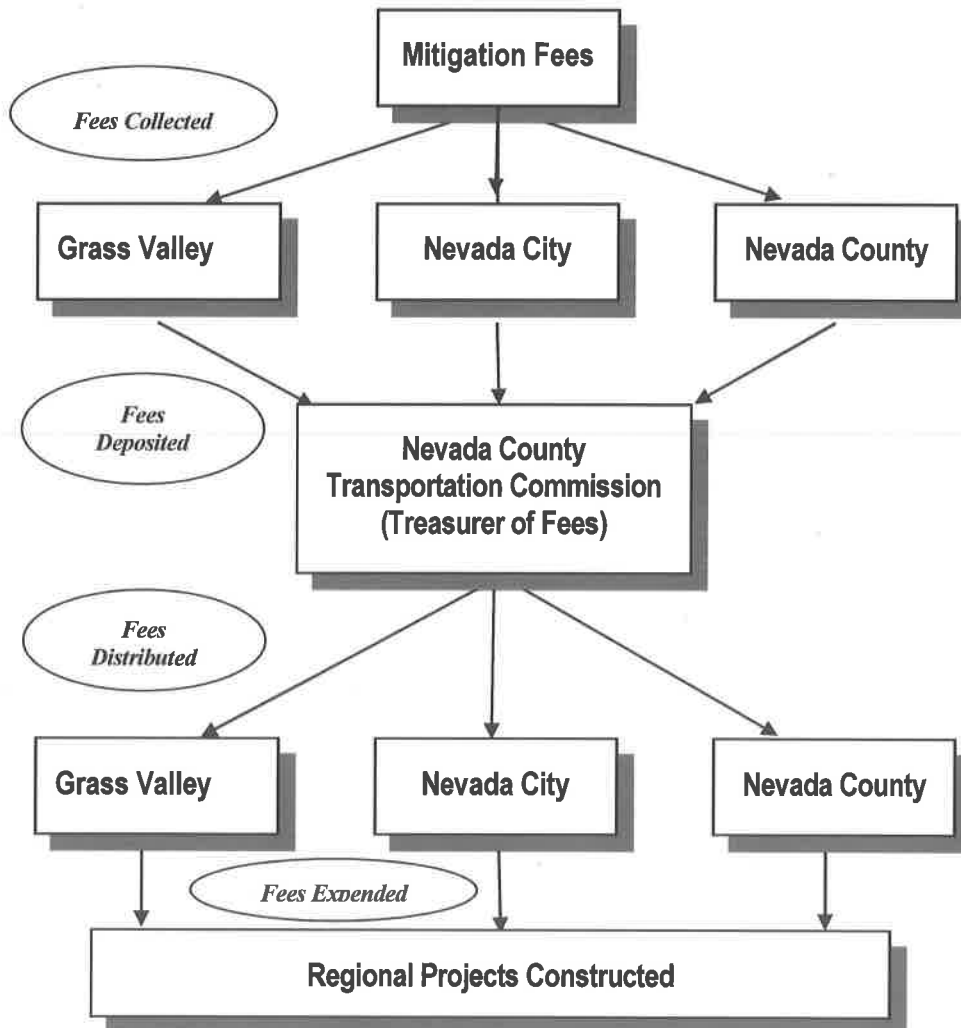 Mitigation Fees
Fees Collected
Grass Valley
Nevada City
Nevada County
Fees
Deposited
Nevada County
Transportation Commission
(Treasurer of Fees)
Fees
Distributed
Grass Valley
Nevada City
Nevada County
Fees Expended
Regional Projects Constructed